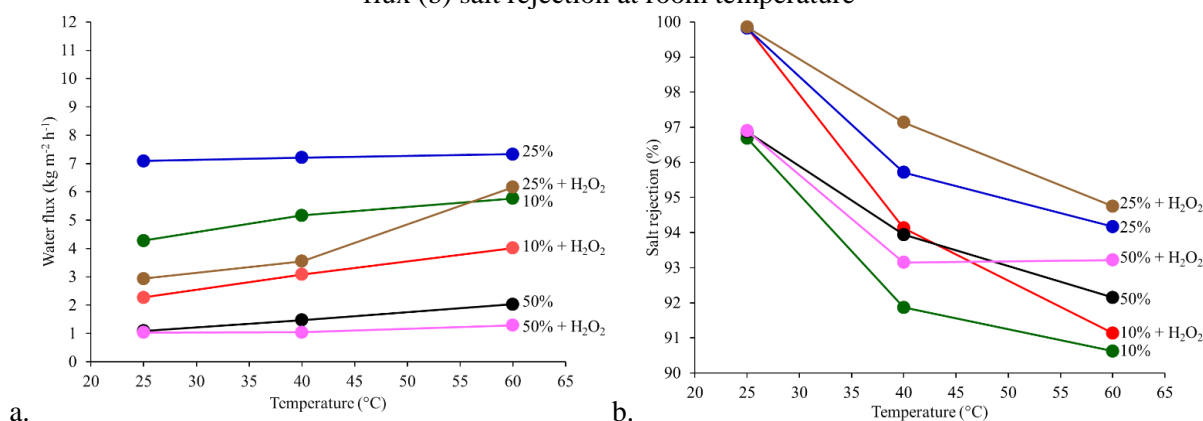 flux (b) salt rejection at room temperature
12
11
10
9
8
7
6
5
4
3
2
1
0
Water flux (kg m⁻² h⁻¹)
25%
25% + H₂O₂
10%
10% + H₂O₂
50%
50% + H₂O₂
20 25 30 35 40 45 50 55 60 65
Temperature (°C)
a.
100
99
98
97
96
95
94
93
92
91
90
Salt rejection (%)
25% + H₂O₂
25%
50% + H₂O₂
50%
10% + H₂O₂
10%
20 25 30 35 40 45 50 55 60 65
Temperature (°C)
b.